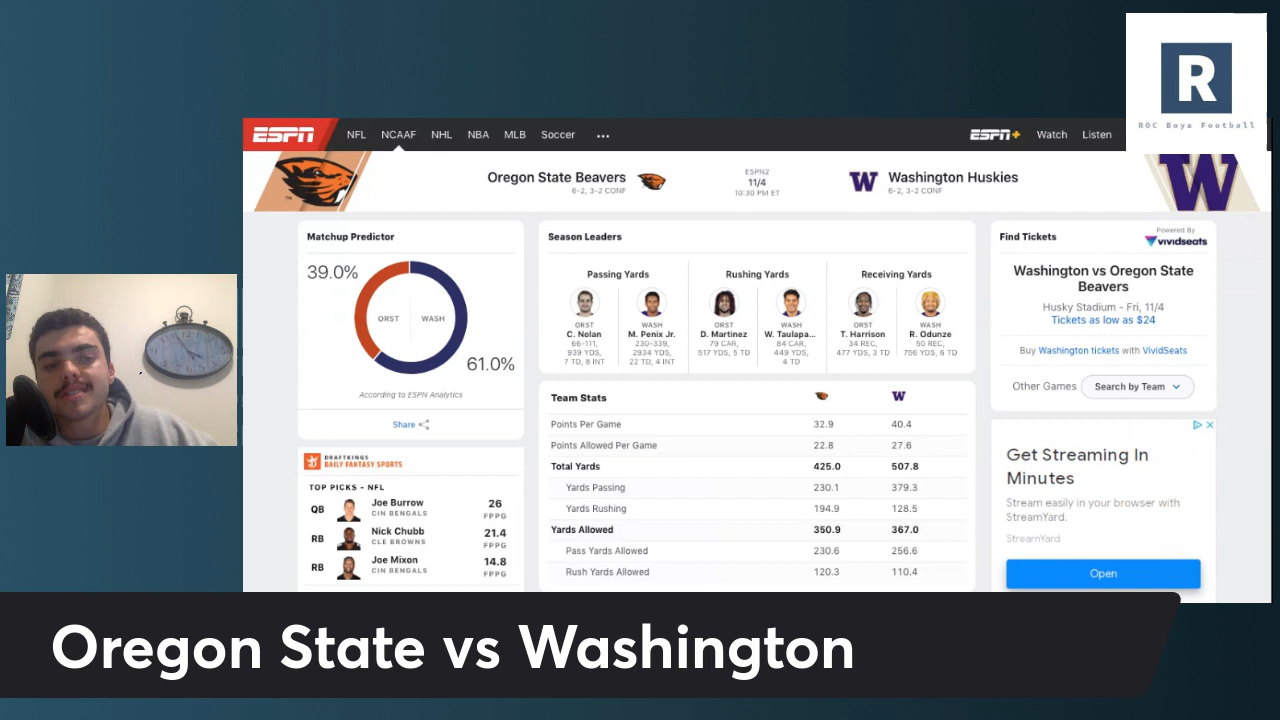 R
ROC Boys Football
ESPN
NFL NCAAF NHL NBA MLB Soccer ...
ESPN+ Watch Listen
Oregon State Beavers
6-2, 3-2 CONF
ESPN2
11/4
10:30 PM ET
W
Washington Huskies
6-2, 3-2 CONF
W
Matchup Predictor
39.0%
ORST WASH
61.0%
According to ESPN Analytics
Share
DRAFTKINGS
DAILY FANTASY SPORTS
TOP PICKS - NFL
QB Joe Burrow 26
CIN BENGALS FPPG
RB Nick Chubb 21.4
CLE BROWNS FPPG
RB Joe Mixon 14.8
CIN BENGALS FPPG
Season Leaders
Passing Yards Rushing Yards Receiving Yards
ORST WASH ORST WASH ORST WASH
C. Nolan M. Penix Jr. D. Martinez W. Taulapa... T. Harrison R. Odunze
66-111, 230-339, 79 CAR, 84 CAR, 34 REC, 50 REC,
939 YDS, 2934 YDS, 517 YDS, 5 TD 449 YDS, 477 YDS, 3 TD 756 YDS, 6 TD
7 TD, 8 INT 22 TD, 4 INT 4 TD
Team Stats W
Points Per Game 32.9 40.4
Points Allowed Per Game 22.8 27.6
Total Yards 425.0 507.8
Yards Passing 230.1 379.3
Yards Rushing 194.9 128.5
Yards Allowed 350.9 367.0
Pass Yards Allowed 230.6 256.6
Rush Yards Allowed 120.3 110.4
Find Tickets
Powered By
vividseats
Washington vs Oregon State
Beavers
Husky Stadium - Fri, 11/4
Tickets as low as $24
Buy Washington tickets with VividSeats
Other Games Search by Team
Get Streaming In
Minutes
Stream easily in your browser with
StreamYard.
StreamYard
Open
Oregon State vs Washington